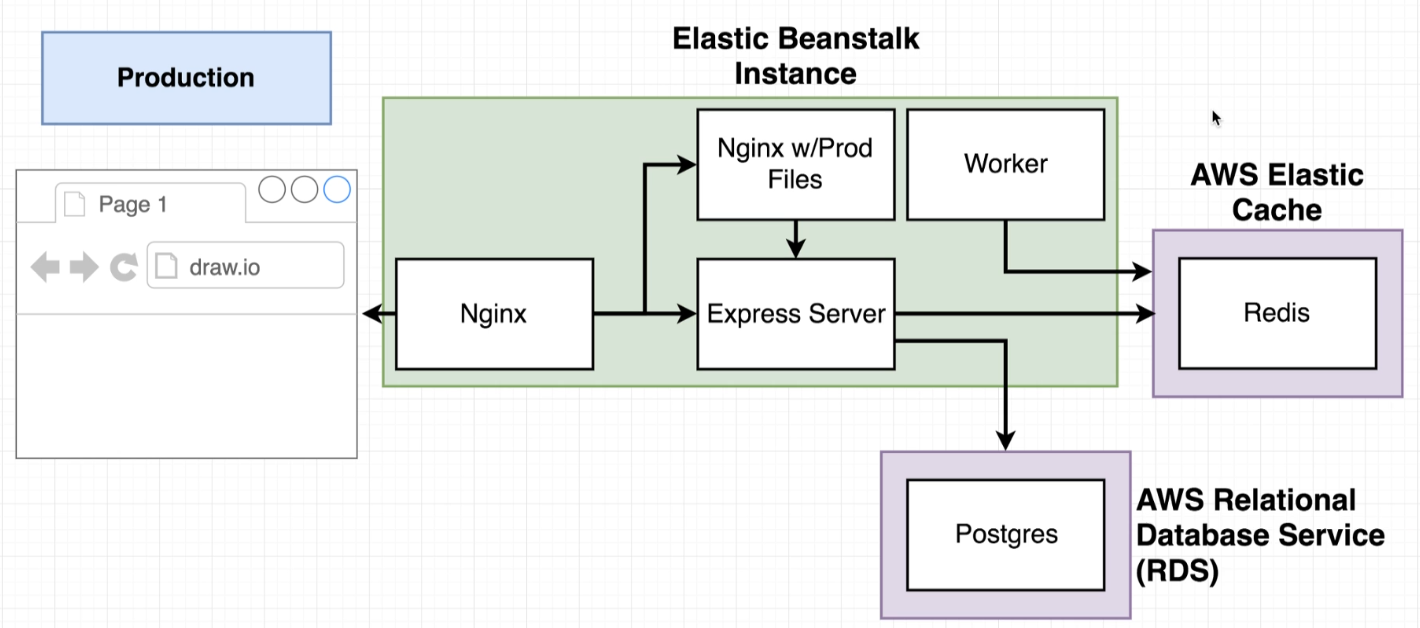 Production
Page 1
draw.io
Elastic Beanstalk
Instance
Nginx
Nginx w/Prod
Files
Worker
Express Server
AWS Elastic
Cache
Redis
Postgres
AWS Relational
Database Service
(RDS)